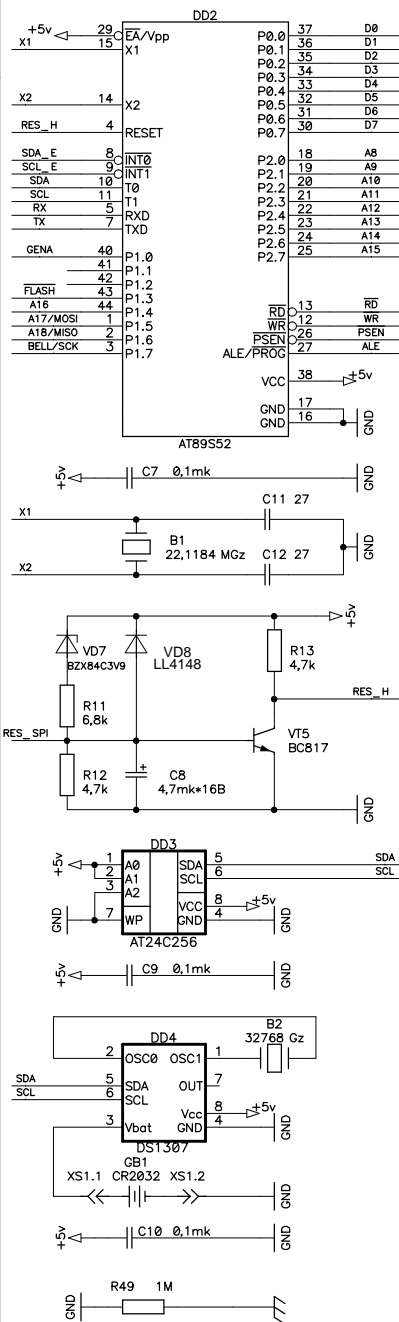 DD2
+5v 29 EA/Vpp P0.0 37 D0
X1 15 X1 P0.1 36 D1
P0.2 35 D2
P0.3 34 D3
P0.4 33 D4
X2 14 X2 P0.5 32 D5
P0.6 31 D6
RES_H 4 RESET P0.7 30 D7
SDA_E 8 INT0 P2.0 18 A8
SCL_E 9 INT1 P2.1 19 A9
SDA 10 T0 P2.2 20 A10
SCL 11 T1 P2.3 21 A11
RX 5 RXD P2.4 22 A12
TX 7 TXD P2.5 23 A13
P2.6 24 A14
GENA 40 P1.0 P2.7 25 A15
41 P1.1
42 P1.2
FLASH 43 P1.3
A16 44 P1.4 RD 13 RD
A17/MOSI 1 P1.5 WR 12 WR
A18/MISO 2 P1.6 PSEN 26 PSEN
BELL/SCK 3 P1.7 ALE/PROG 27 ALE
VCC 38 +5v
GND 17
GND 16 GND
AT89S52
+5v C7 0,1mk GND
X1 C11 27
B1
22,1184 MGz GND
X2 C12 27
+5v
VD7 VD8 R13
BZX84C3V9 LL4148 4,7k
R11
6,8k
RES_H
RES_SPI VT5
BC817
R12 + C8
4,7k 4,7mk*16B
GND
DD3
+5v 1 A0 SDA 5 SDA
2 A1 SCL 6 SCL
3 A2
VCC 8 +5v
GND 7 WP GND 4 GND
AT24C256
+5v C9 0,1mk GND
B2
32768 Gz
DD4
2 OSC0 OSC1 1
SDA 5 SDA OUT 7
SCL 6 SCL
Vcc 8 +5v
3 Vbat GND 4 GND
DS1307
GB1
XS1.1 CR2032 XS1.2
GND
+5v C10 0,1mk GND
R49 1M
GND